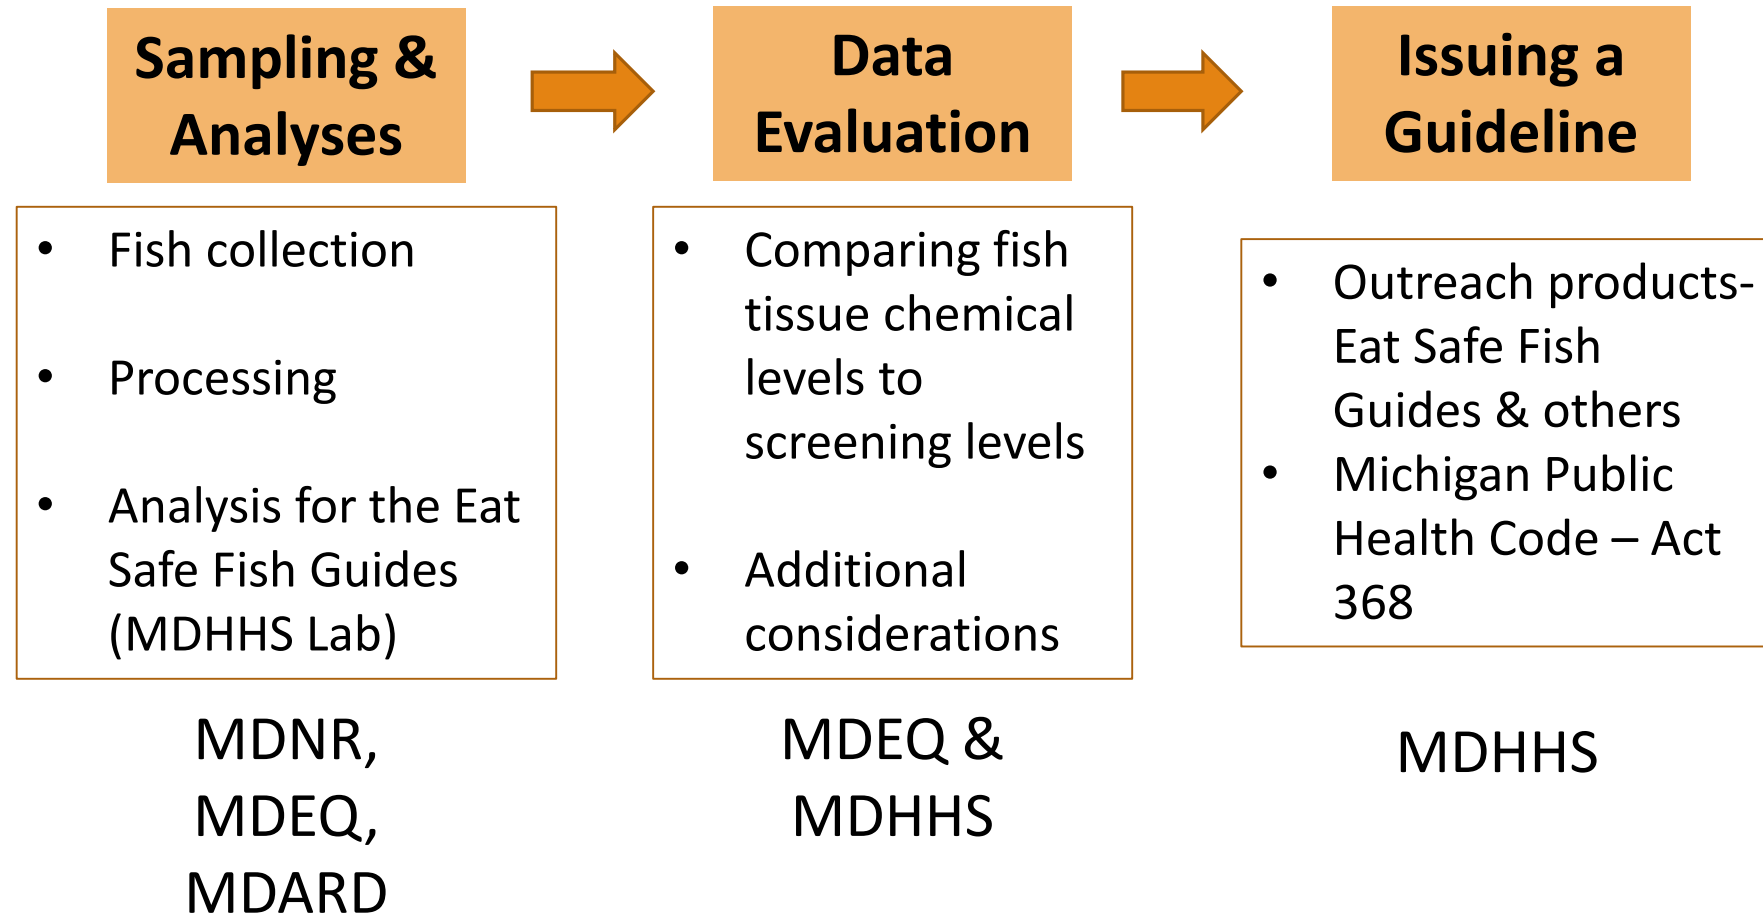 Sampling &
Analyses
• Fish collection
• Processing
• Analysis for the Eat
Safe Fish Guides
(MDHHS Lab)
MDNR,
MDEQ,
MDARD
Data
Evaluation
• Comparing fish
tissue chemical
levels to
screening levels
• Additional
considerations
MDEQ &
MDHHS
Issuing a
Guideline
• Outreach products-
Eat Safe Fish
Guides & others
• Michigan Public
Health Code – Act
368
MDHHS